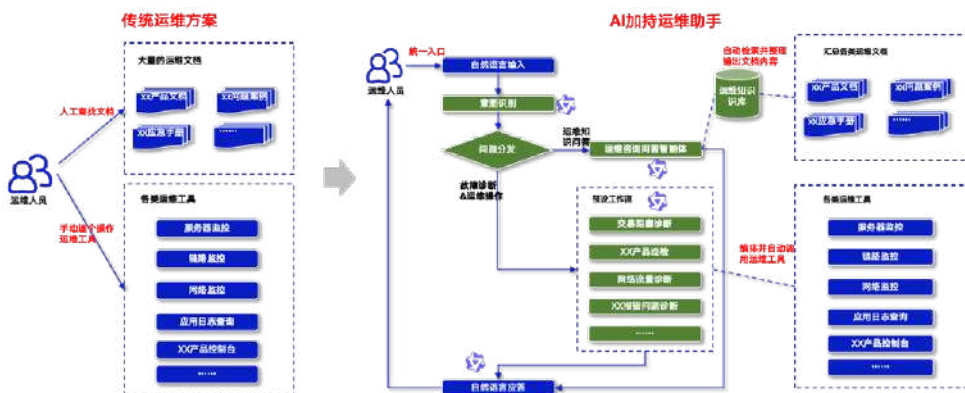 传统运维方案
大量的运维文档
XX产品文档
XX问题案例
XX应急手册
……
人工查找文档
运维人员
手动逐个操作
运维工具
各类运维工具
服务器监控
链路监控
网络监控
应用日志查询
XX产品控制台
……
AI加持运维助手
统一入口
运维人员
自然语言输入
意图识别
问题分发
运维知
识问答
运维咨询问答智能体
故障诊断
&运维操作
预设工作流
交易阻塞诊断
XX产品巡检
网络流量诊断
XX报错问题诊断
……
自然语言应答
自动检索并整理
输出文档内容
运维知识
识库
汇总各类运维文档
XX产品文档
XX问题案例
XX应急手册
……
编排并自动调
用运维工具
各类运维工具
服务器监控
链路监控
网络监控
应用日志查询
XX产品控制台
……